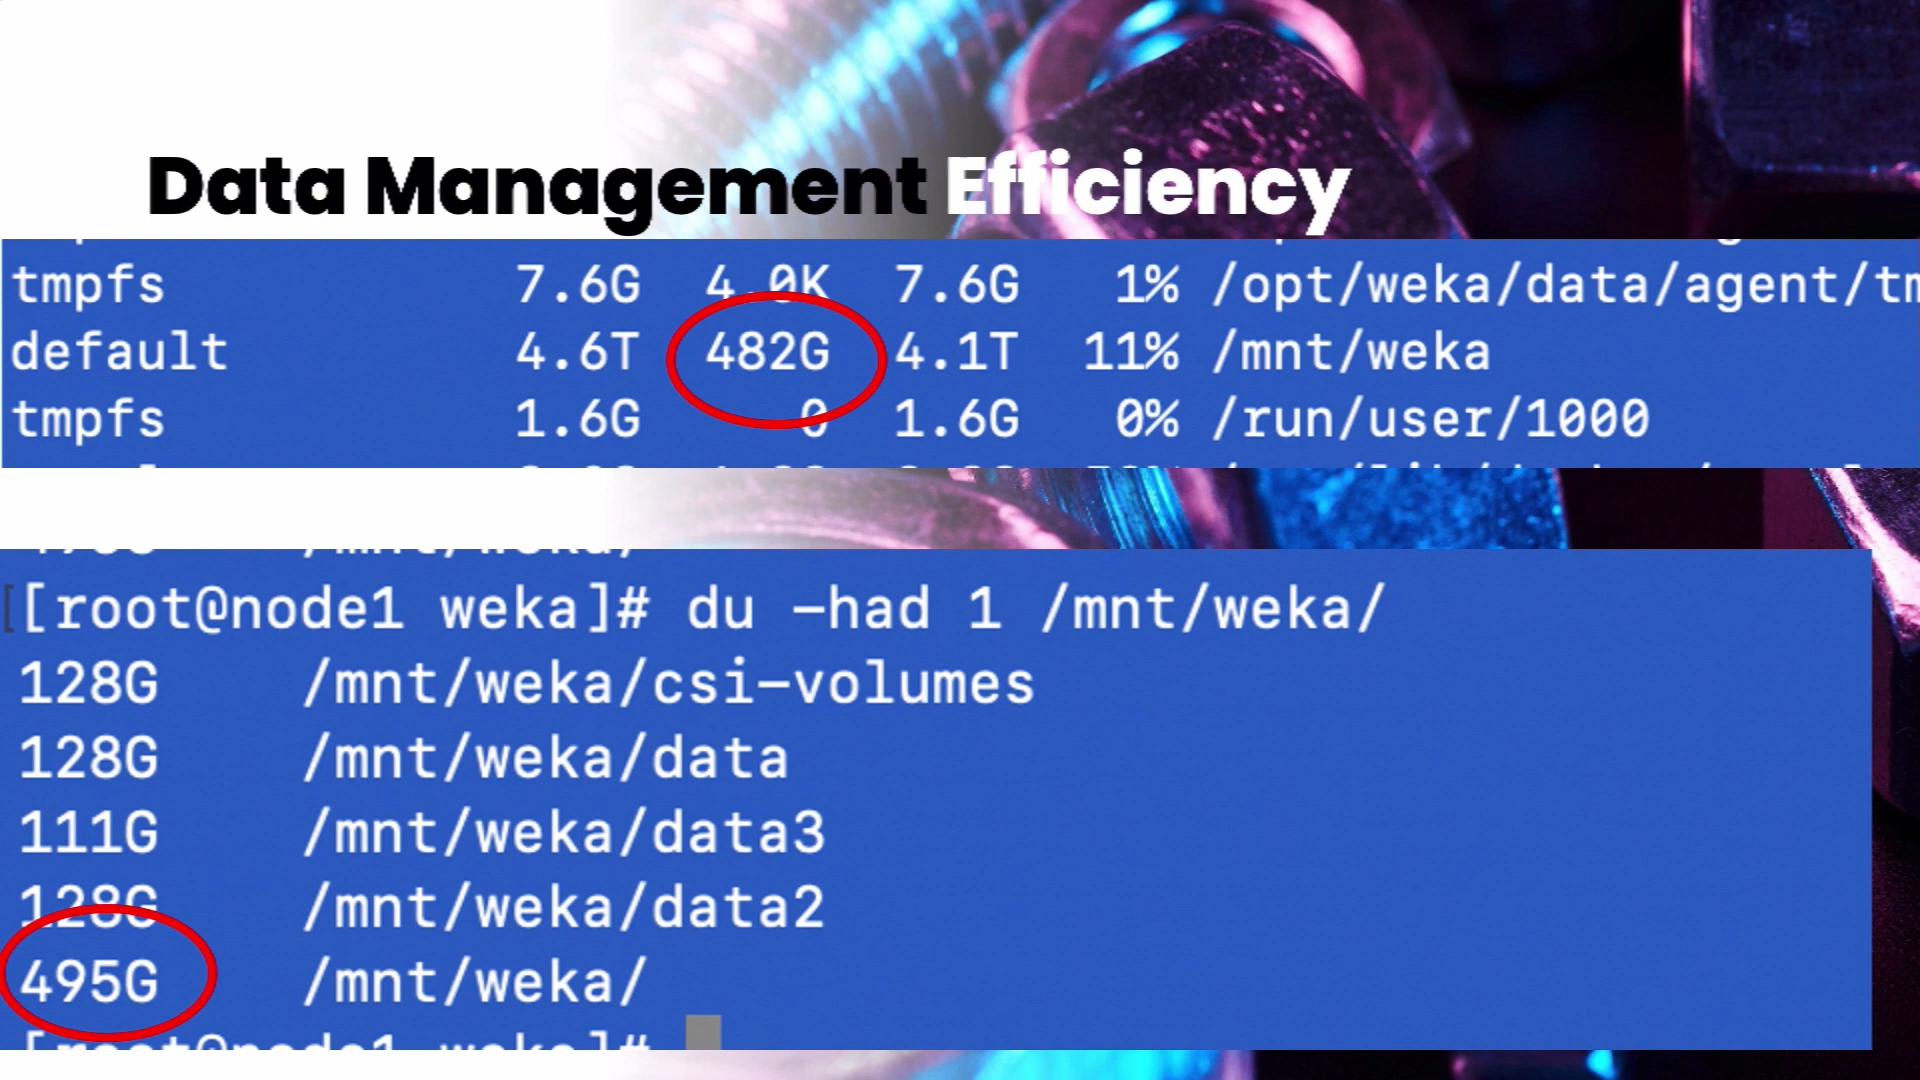 Data Management Efficiency
tmpfs 7.6G 4.0K 7.6G 1% /opt/weka/data/agent/tm
default 4.6T 482G 4.1T 11% /mnt/weka
tmpfs 1.6G 0 1.6G 0% /run/user/1000
[[root@node1 weka]# du -had 1 /mnt/weka/
128G /mnt/weka/csi-volumes
128G /mnt/weka/data
111G /mnt/weka/data3
128G /mnt/weka/data2
495G /mnt/weka/
[root@node1 weka]#